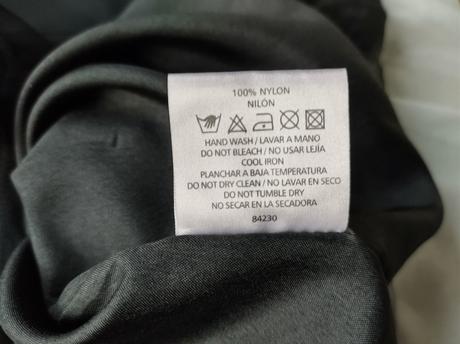 100% NYLON
NILÓN
HAND WASH / LAVAR A MANO
DO NOT BLEACH / NO USAR LEJÍA
COOL IRON
PLANCHAR A BAJA TEMPERATURA
DO NOT DRY CLEAN / NO LAVAR EN SECO
DO NOT TUMBLE DRY
NO SECAR EN LA SECADORA
84230